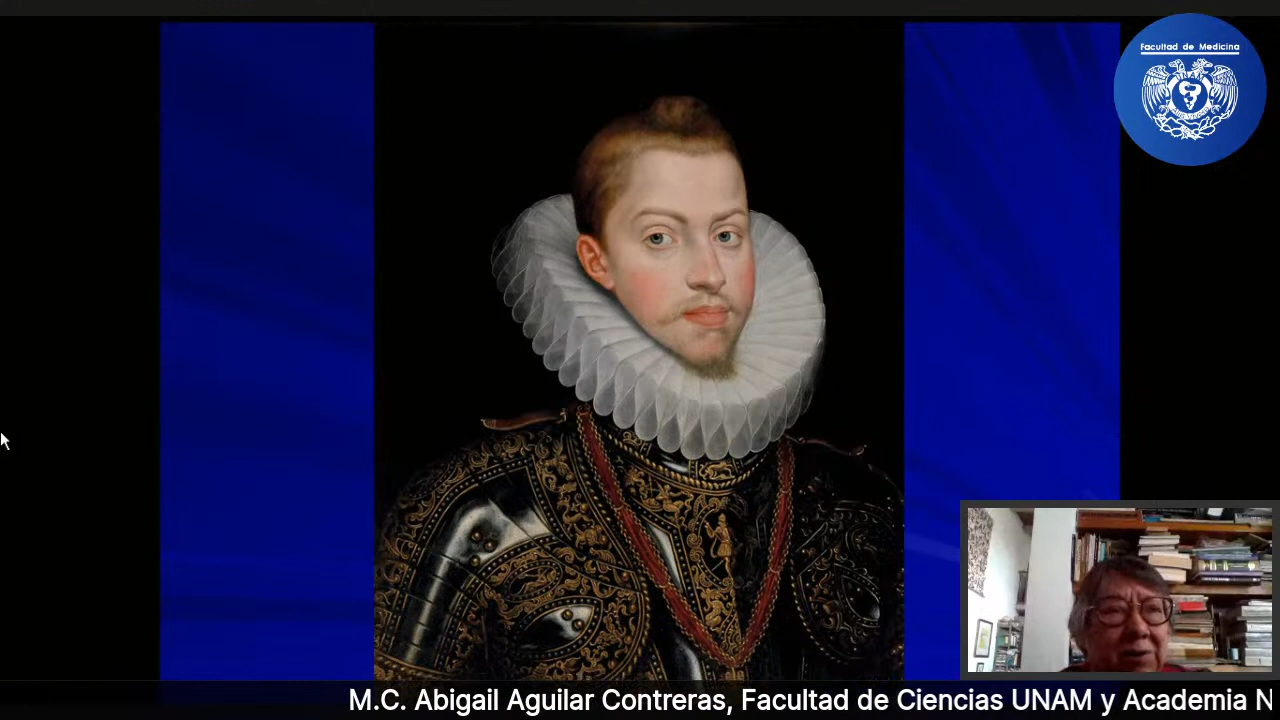 Facultad de Medicina
M.C. Abigail Aguilar Contreras, Facultad de Ciencias UNAM y Academia N